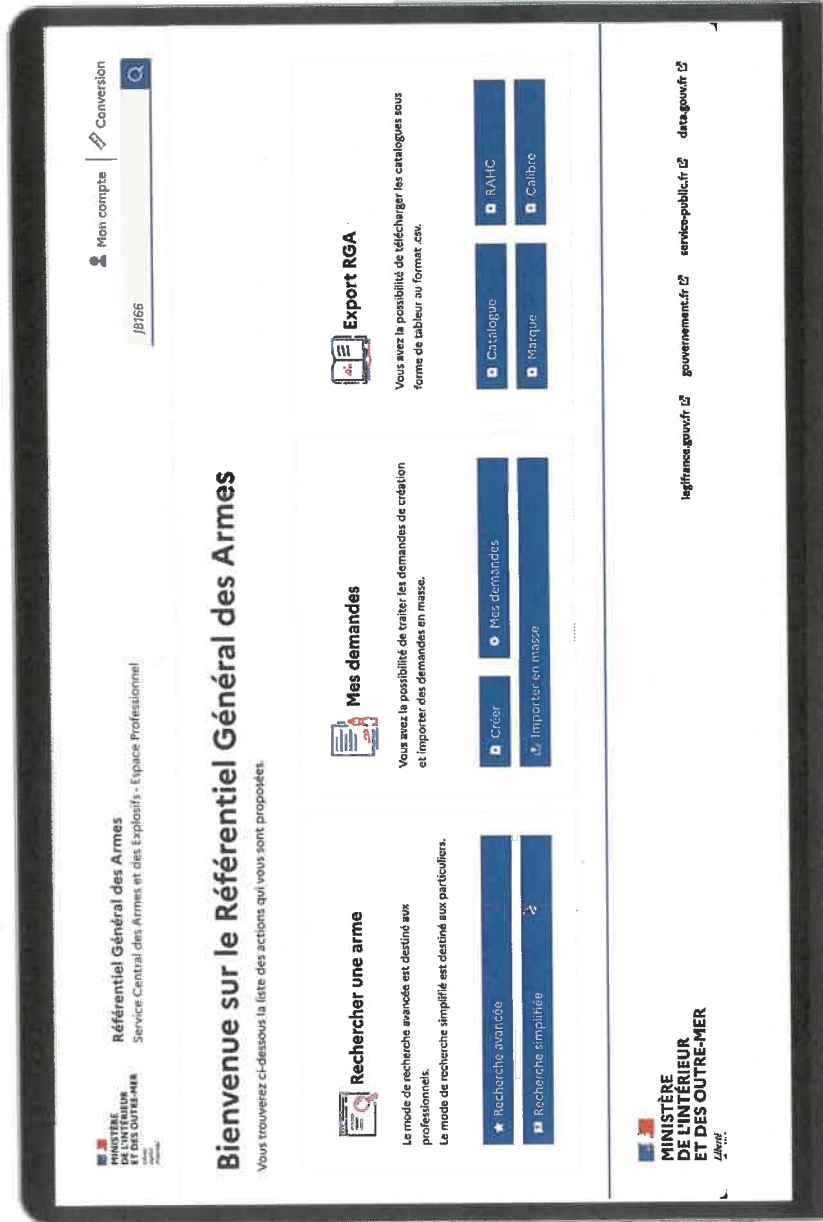 MINISTÈRE
DE L'INTÉRIEUR
ET DES OUTRE-MER
Référentiel Général des Armes
Service Central des Armes et des Explosifs - Espace Professionnel
Mon compte
Conversion
JB166
Bienvenue sur le Référentiel Général des Armes
Vous trouverez ci-dessous la liste des actions qui vous sont proposées.
Rechercher une arme
Le mode de recherche avancée est destiné aux
professionnels.
Le mode de recherche simplifié est destiné aux particuliers.
Recherche avancée
Recherche simplifiée
Mes demandes
Vous avez la possibilité de traiter les demandes de création
et importer des demandes en masse.
Créer
Mes demandes
Importer en masse
Export RGA
Vous avez la possibilité de télécharger les catalogues sous
forme de tableur au format .csv.
Catalogue
RAHC
Marque
Calibre
MINISTÈRE
DE L'INTÉRIEUR
ET DES OUTRE-MER
Liberté
legifrance.gouv.fr
gouvernement.fr
service-public.fr
data.gouv.fr